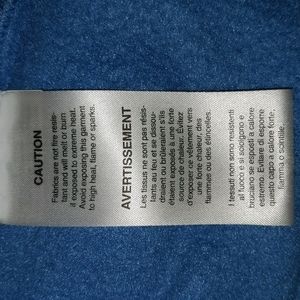 CAUTION
Fabrics are not fire resis-
tant and will melt or burn
if exposed to extreme heat.
Avoid exposing this garment
to high heat, flame or sparks.
AVERTISSEMENT
Les tissus ne sont pas résis-
tants au feu et se dissou-
draient ou brûleraient s'ils
étaient exposés à une forte
source de chaleur. Évitez
d'exposer ce vêtement vers
une forte chaleur, des
flammes ou des étincelles.
I tessuti non sono resistenti
al fuoco e si sciolgono o
bruciano se esposti a calore
estremo. Evitare di esporre
questo capo a calore forte,
fiamma o scintille.